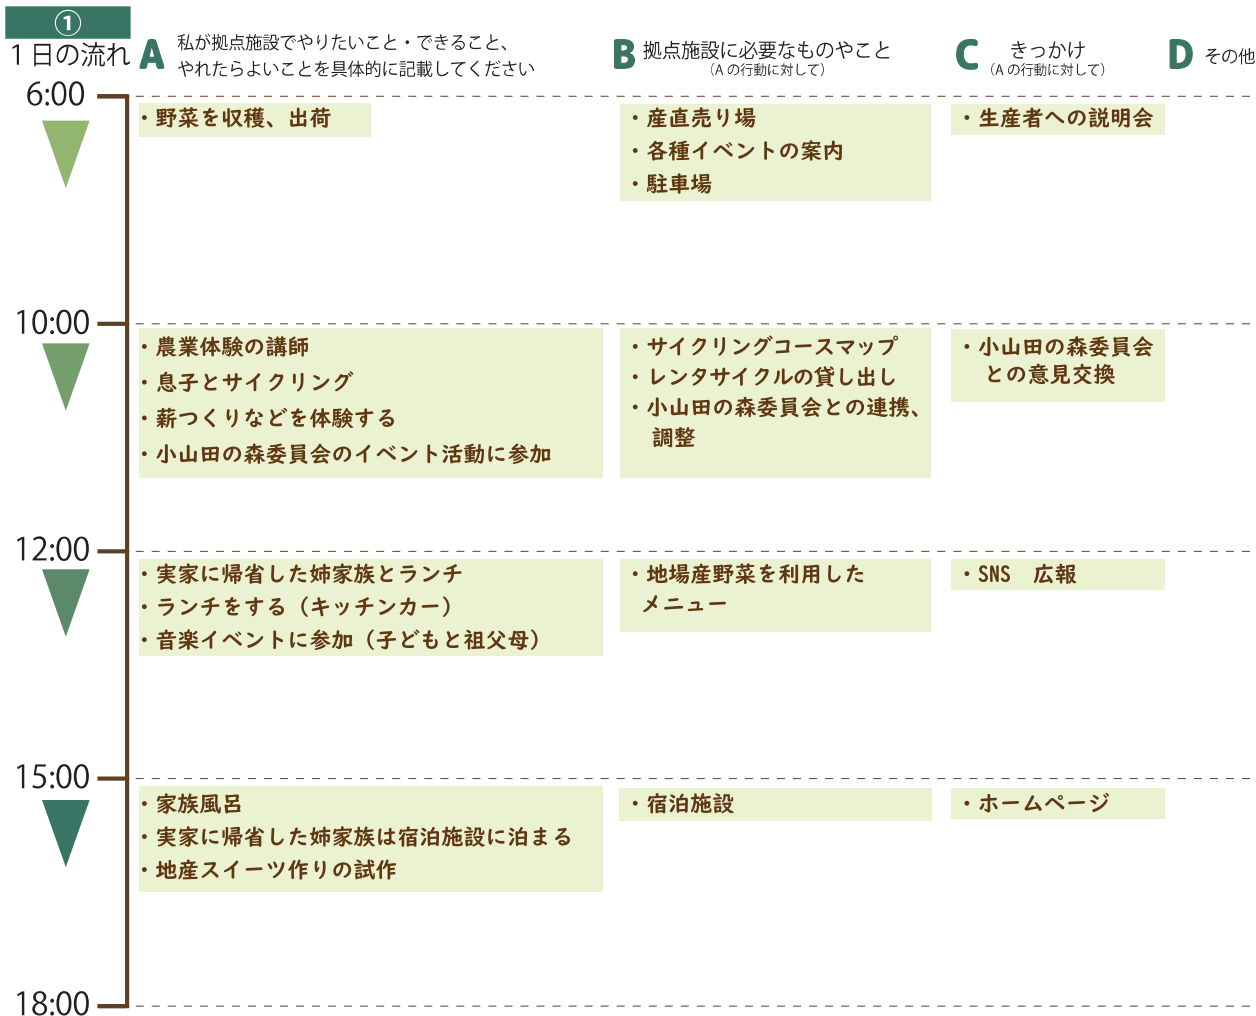 ①
1日の流れ
A 私が拠点施設でやりたいこと・できること、
やれたらよいことを具体的に記載してください
B 拠点施設に必要なものやこと
（Aの行動に対して）
C きっかけ
（Aの行動に対して）
D その他
6:00
・野菜を収穫、出荷
・産直売り場
・各種イベントの案内
・駐車場
・生産者への説明会
10:00
・農業体験の講師
・息子とサイクリング
・薪つくりなどを体験する
・小山田の森委員会のイベント活動に参加
・サイクリングコースマップ
・レンタサイクルの貸し出し
・小山田の森委員会との連携、
調整
・小山田の森委員会
との意見交換
12:00
・実家に帰省した姉家族とランチ
・ランチをする（キッチンカー）
・音楽イベントに参加（子どもと祖父母）
・地場産野菜を利用した
メニュー
・SNS　広報
15:00
・家族風呂
・実家に帰省した姉家族は宿泊施設に泊まる
・地産スイーツ作りの試作
・宿泊施設
・ホームページ
18:00